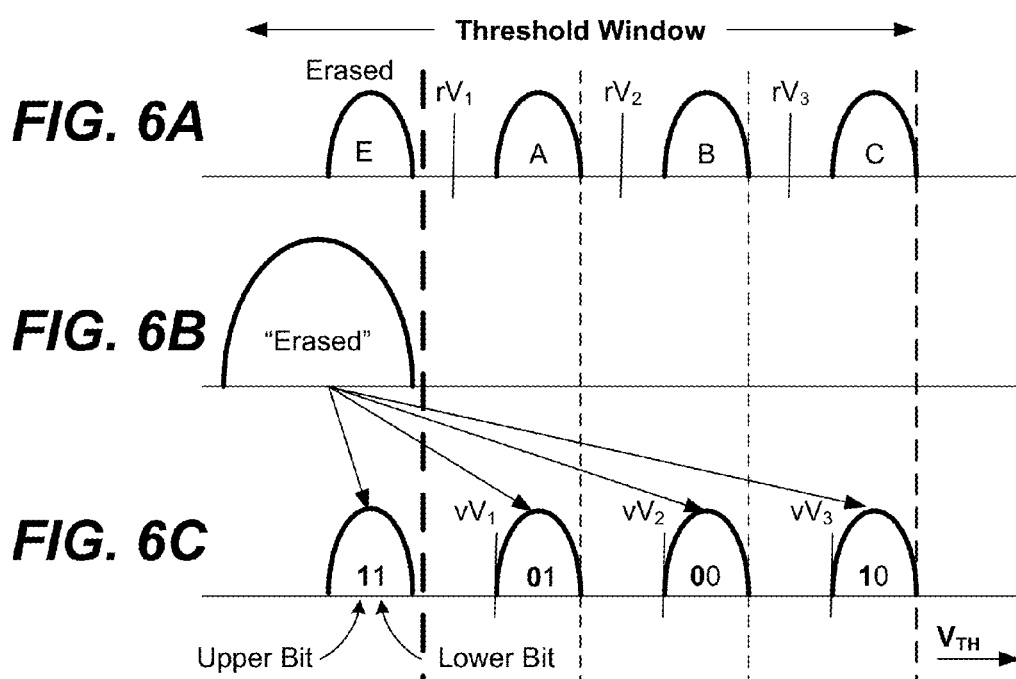 Threshold Window
Erased
rV1 rV2 rV3
FIG. 6A
E A B C
FIG. 6B
"Erased"
vV1 vV2 vV3
FIG. 6C
11 01 00 10
Upper Bit Lower Bit
VTH